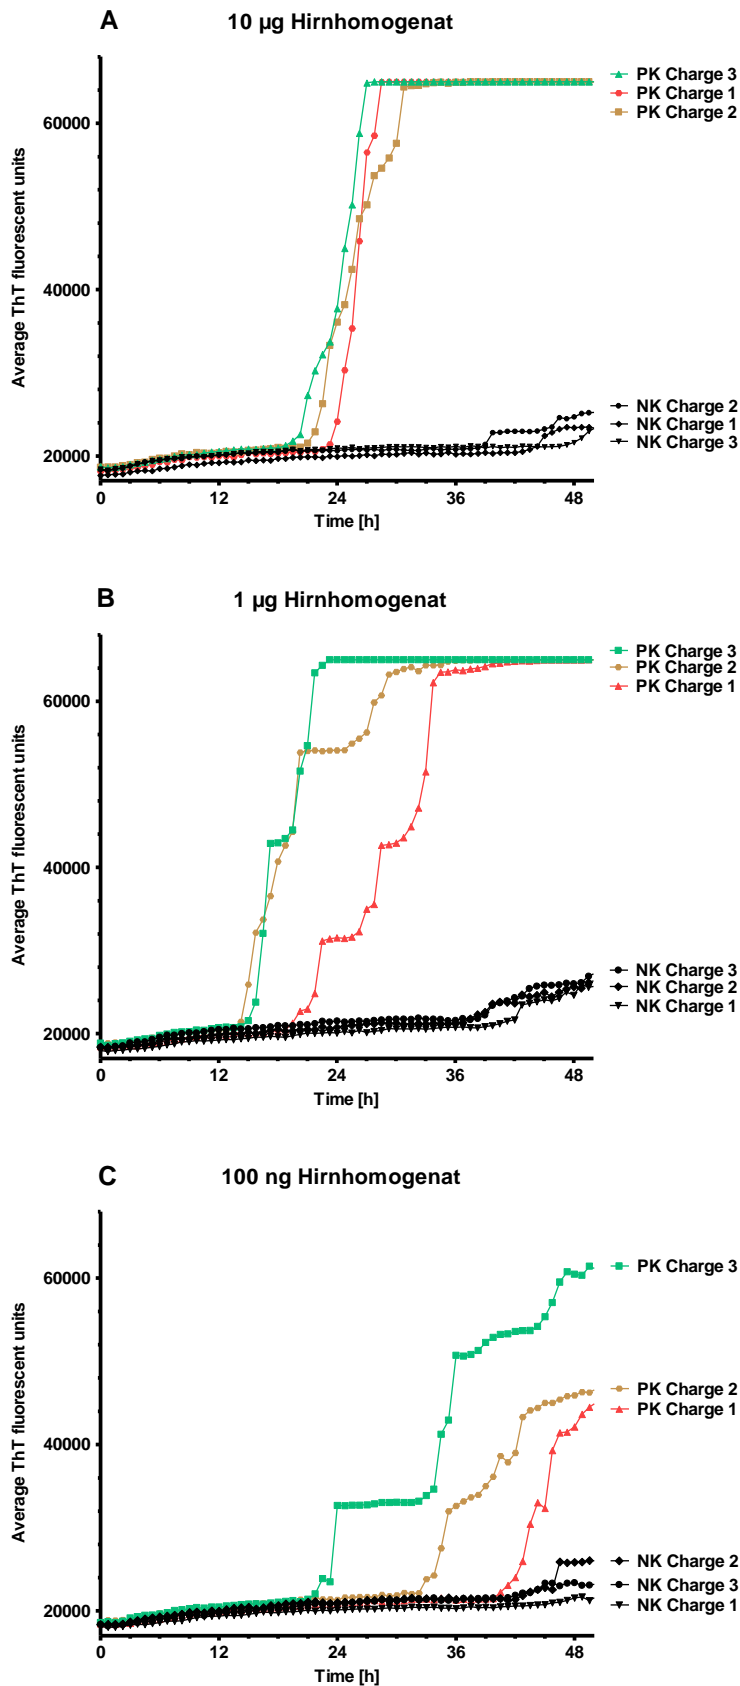 A
10 µg Hirnhomogenat
Average ThT fluorescent units
60000
40000
20000
0
12
24
36
48
Time [h]
PK Charge 3
PK Charge 1
PK Charge 2
NK Charge 2
NK Charge 1
NK Charge 3
B
1 µg Hirnhomogenat
Average ThT fluorescent units
60000
40000
20000
0
12
24
36
48
Time [h]
PK Charge 3
PK Charge 2
PK Charge 1
NK Charge 3
NK Charge 2
NK Charge 1
C
100 ng Hirnhomogenat
Average ThT fluorescent units
60000
40000
20000
0
12
24
36
48
Time [h]
PK Charge 3
PK Charge 2
PK Charge 1
NK Charge 2
NK Charge 3
NK Charge 1